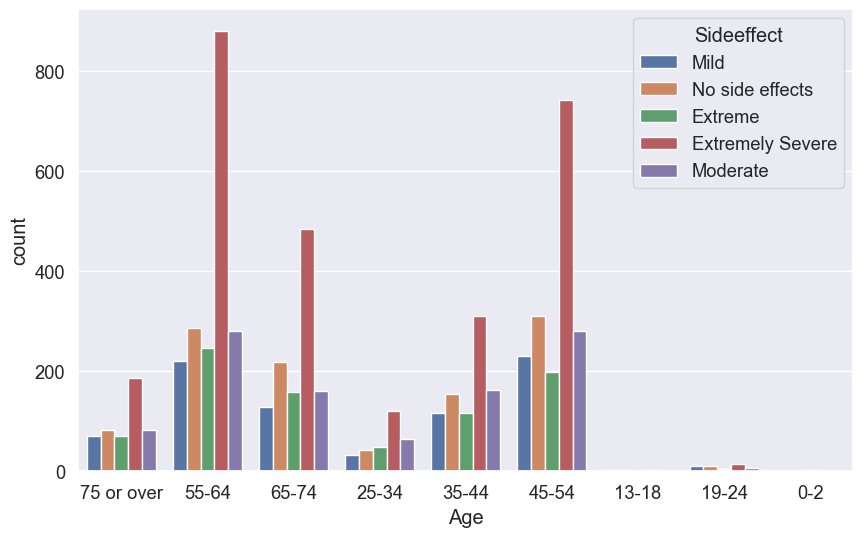 Sideeffect
Mild
No side effects
Extreme
Extremely Severe
Moderate
count
800
600
400
200
0
75 or over 55-64 65-74 25-34 35-44 45-54 13-18 19-24 0-2
Age